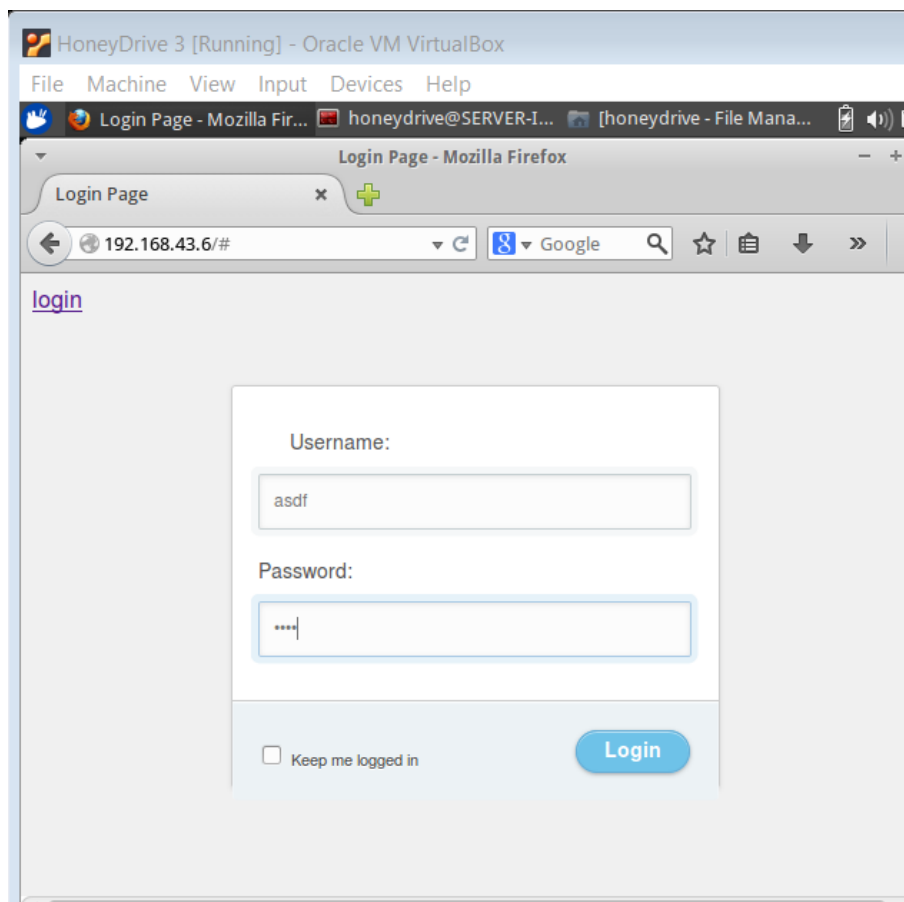 HoneyDrive 3 [Running] - Oracle VM VirtualBox
File Machine View Input Devices Help
Login Page - Mozilla Fir... honeydrive@SERVER-I... [honeydrive - File Mana...
Login Page - Mozilla Firefox
Login Page
192.168.43.6/# Google
login
Username:
asdf
Password:
••••
Keep me logged in Login